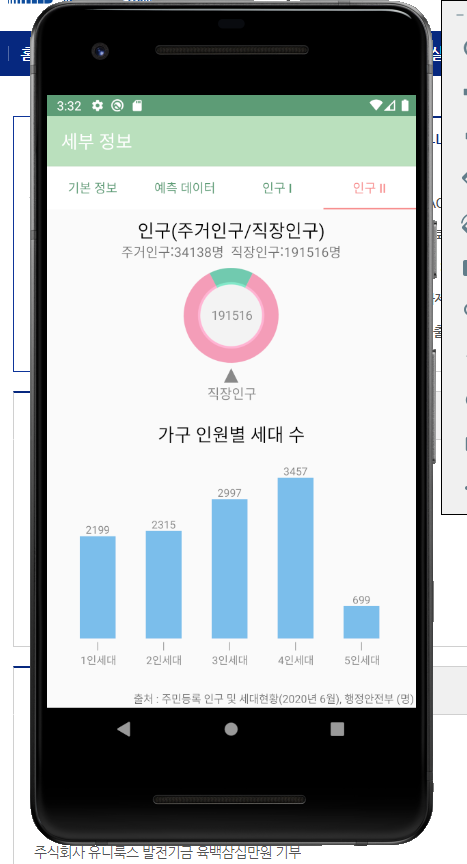 홈
3:32
세부 정보
기본 정보
예측 데이터
인구 I
인구 II
인구(주거인구/직장인구)
주거인구:34138명 직장인구:191516명
191516
직장인구
가구 인원별 세대 수
2199
2315
2997
3457
699
1인세대
2인세대
3인세대
4인세대
5인세대
출처 : 주민등록 인구 및 세대현황(2020년 6월), 행정안전부 (명)
주식회사 유니룩스 발전기금 육백삼십만원 기부